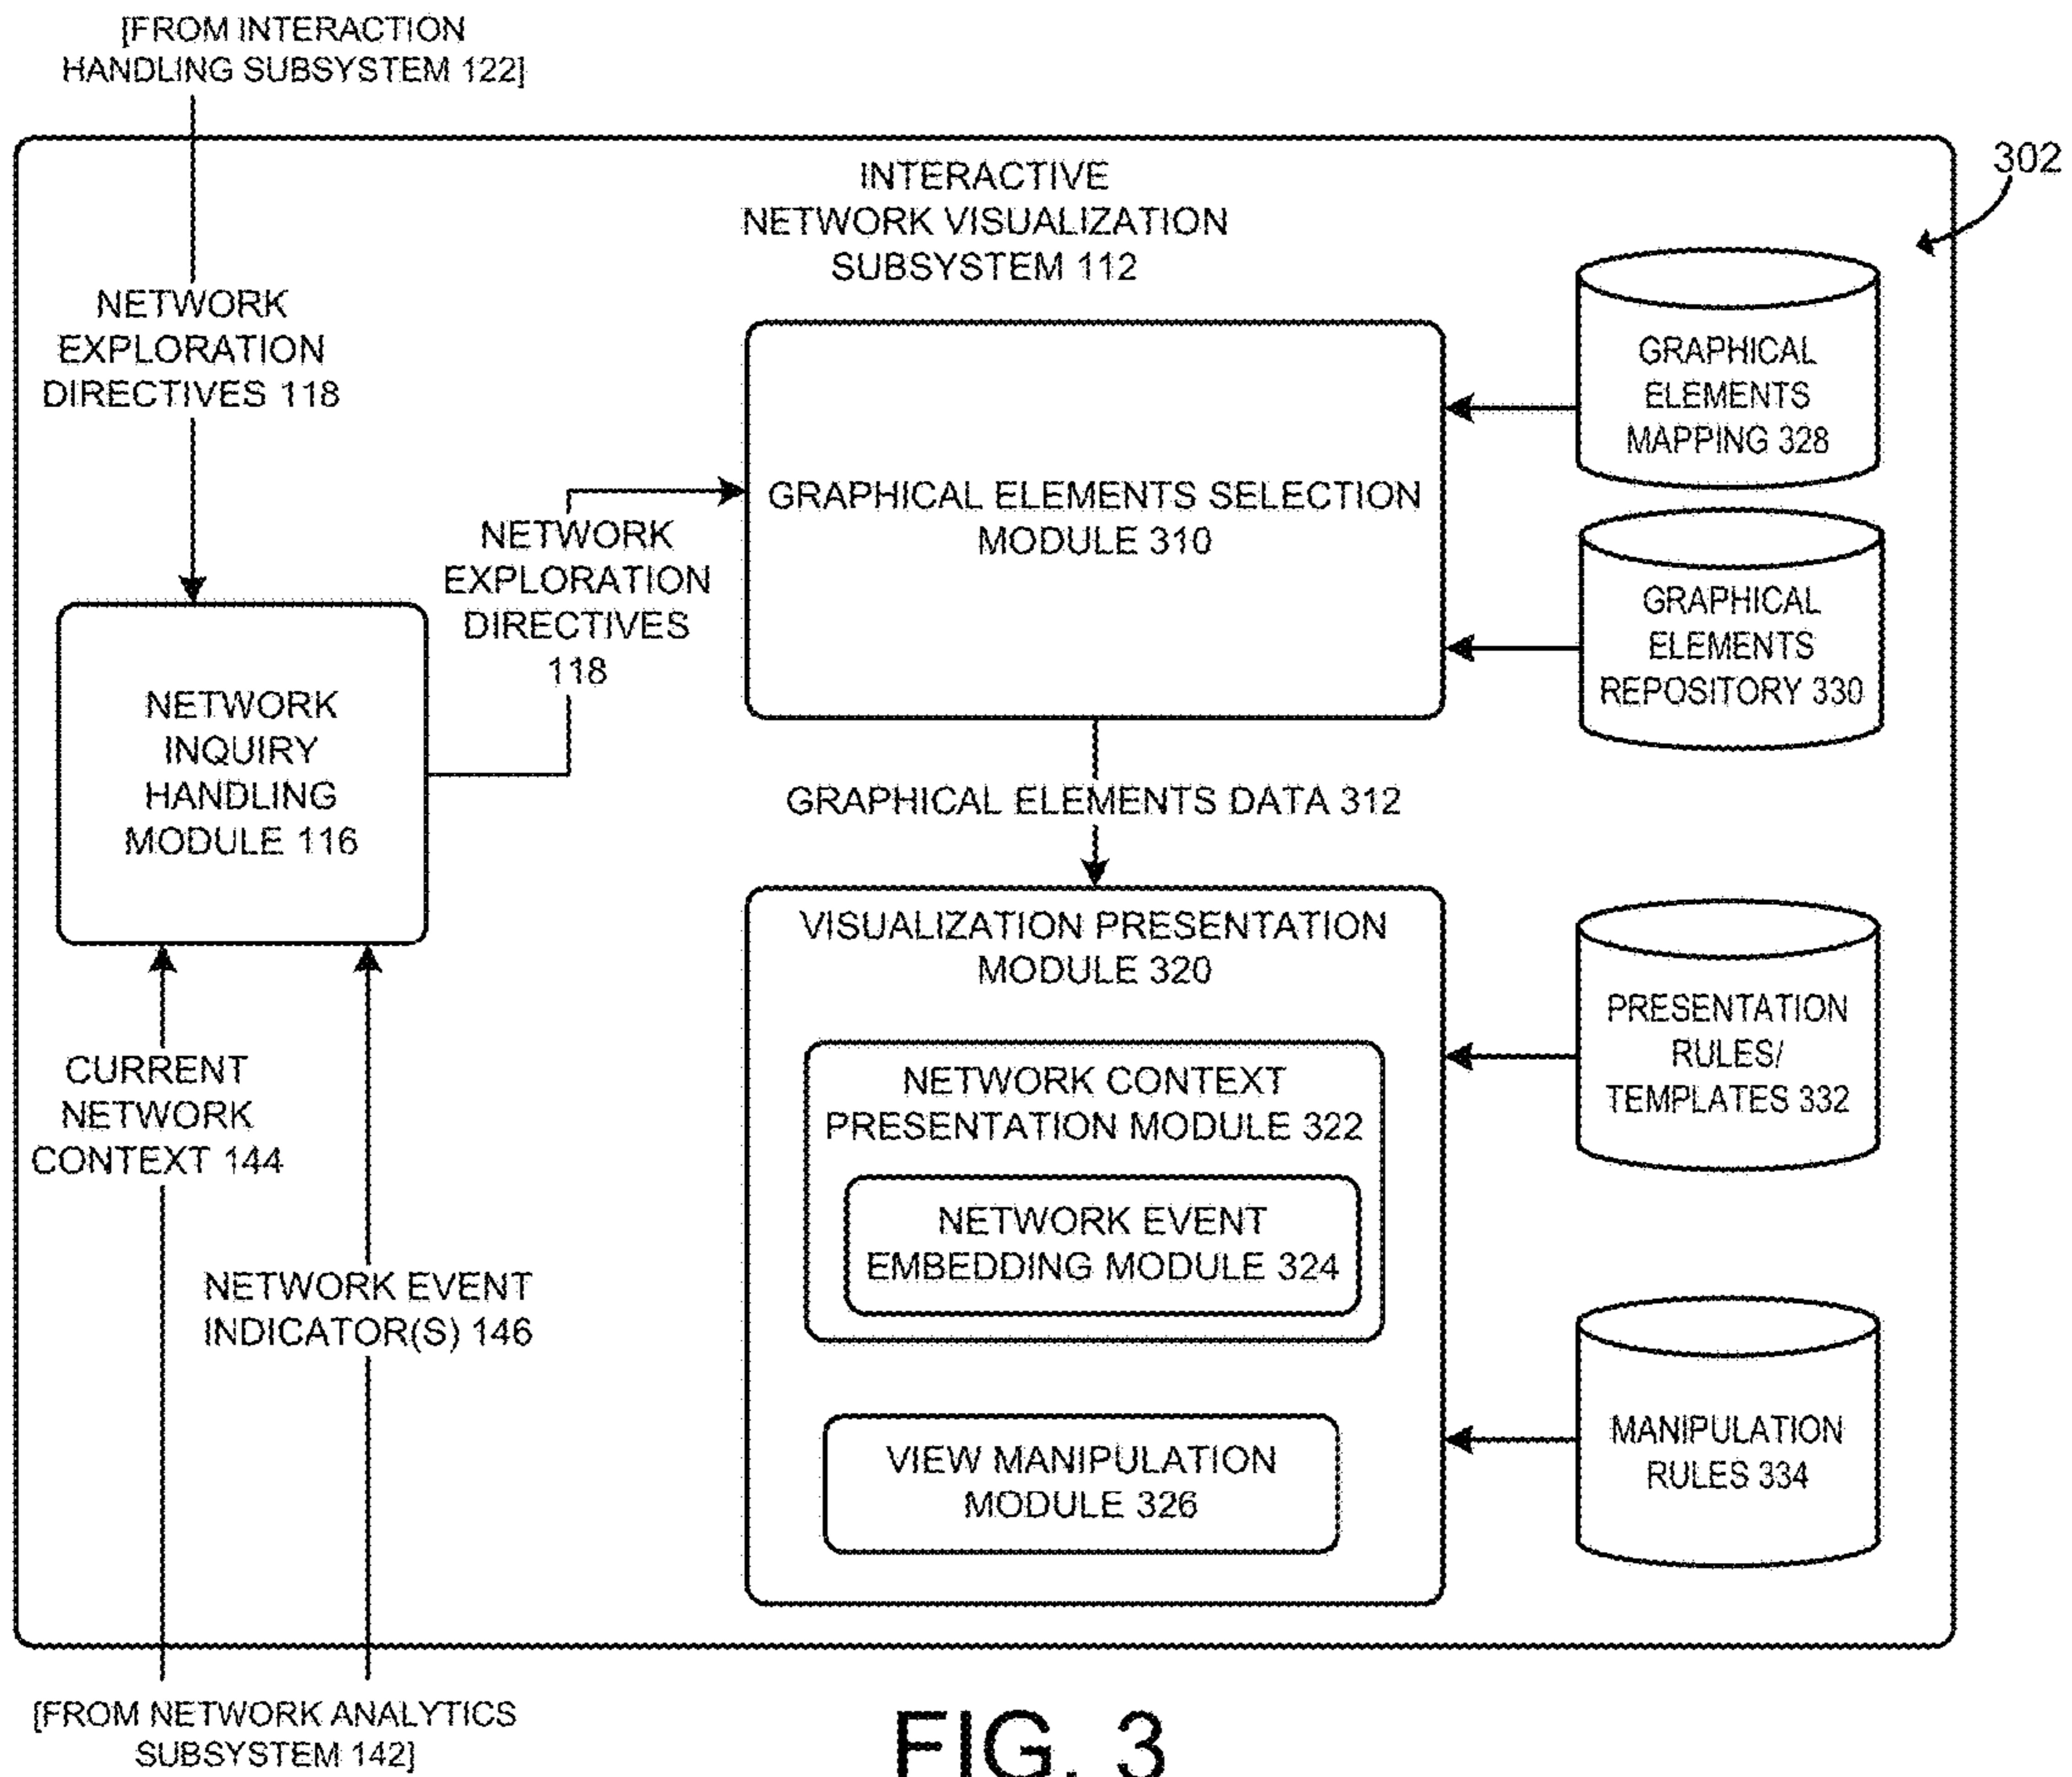 [FROM INTERACTION
HANDLING SUBSYSTEM 122]
302
INTERACTIVE
NETWORK VISUALIZATION
SUBSYSTEM 112
NETWORK
EXPLORATION
DIRECTIVES 118
GRAPHICAL
ELEMENTS
MAPPING 328
GRAPHICAL ELEMENTS SELECTION
MODULE 310
NETWORK
EXPLORATION
DIRECTIVES
118
GRAPHICAL
ELEMENTS
REPOSITORY 330
NETWORK
INQUIRY
HANDLING
MODULE 116
GRAPHICAL ELEMENTS DATA 312
VISUALIZATION PRESENTATION
MODULE 320
PRESENTATION
RULES/
TEMPLATES 332
CURRENT
NETWORK
CONTEXT 144
NETWORK CONTEXT
PRESENTATION MODULE 322
NETWORK EVENT
EMBEDDING MODULE 324
NETWORK EVENT
INDICATOR(S) 146
VIEW MANIPULATION
MODULE 326
MANIPULATION
RULES 334
[FROM NETWORK ANALYTICS
SUBSYSTEM 142]
FIG. 3